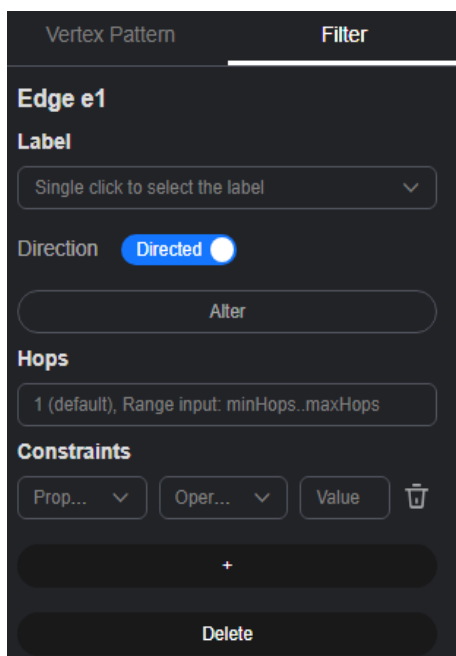 Vertex Pattern Filter
Edge e1
Label
Single click to select the label
Direction Directed
Alter
Hops
1 (default), Range input: minHops..maxHops
Constraints
Prop... Oper... Value
+
Delete